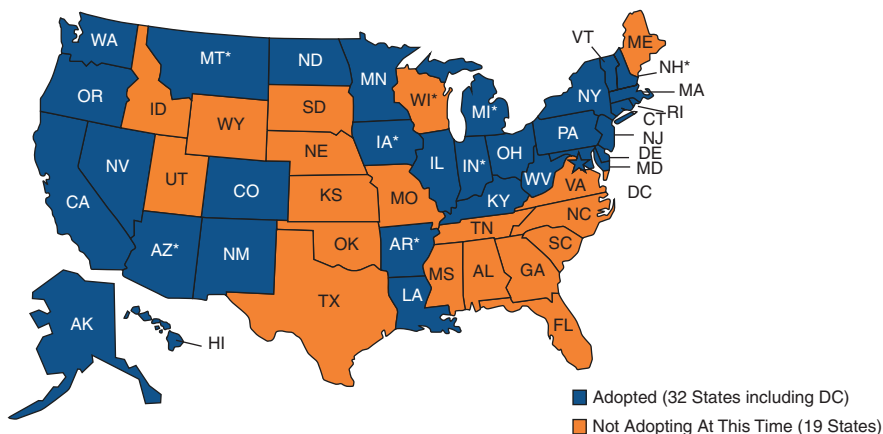 WA
MT*
ND
MN
VT
ME
NH*
OR
ID
SD
WI*
MI*
NY
MA
RI
CT
WY
IA*
PA
NJ
NV
NE
IL
IN*
OH
DE
MD
UT
CO
WV
VA
DC
CA
KS
MO
KY
NC
TN
AZ*
NM
OK
AR*
SC
MS
AL
GA
TX
LA
AK
FL
HI
Adopted (32 States including DC)
Not Adopting At This Time (19 States)